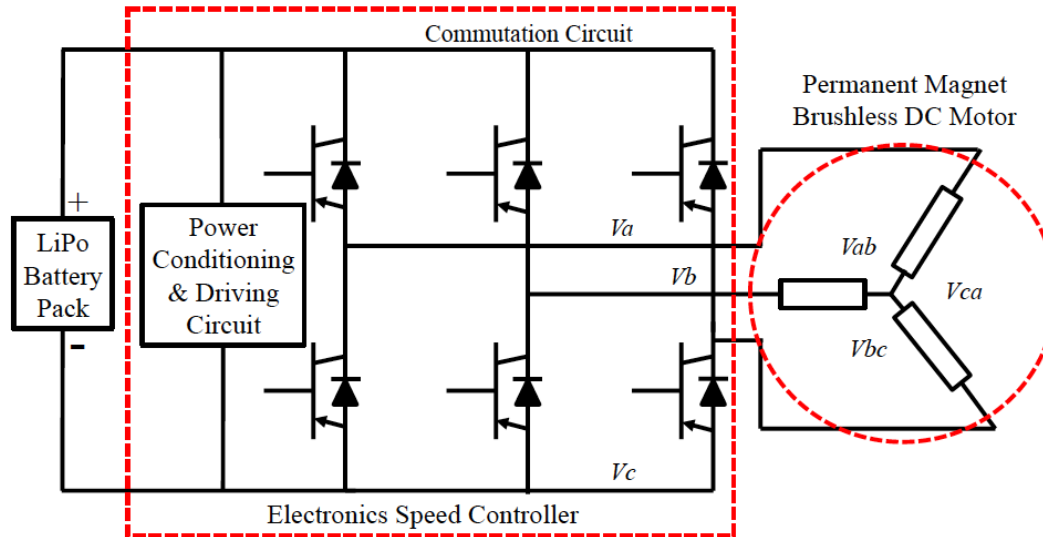 Commutation Circuit
Permanent Magnet
Brushless DC Motor
+
LiPo
Battery
Pack
-
Power
Conditioning
& Driving
Circuit
Va
Vb
Vab
Vca
Vbc
Vc
Electronics Speed Controller